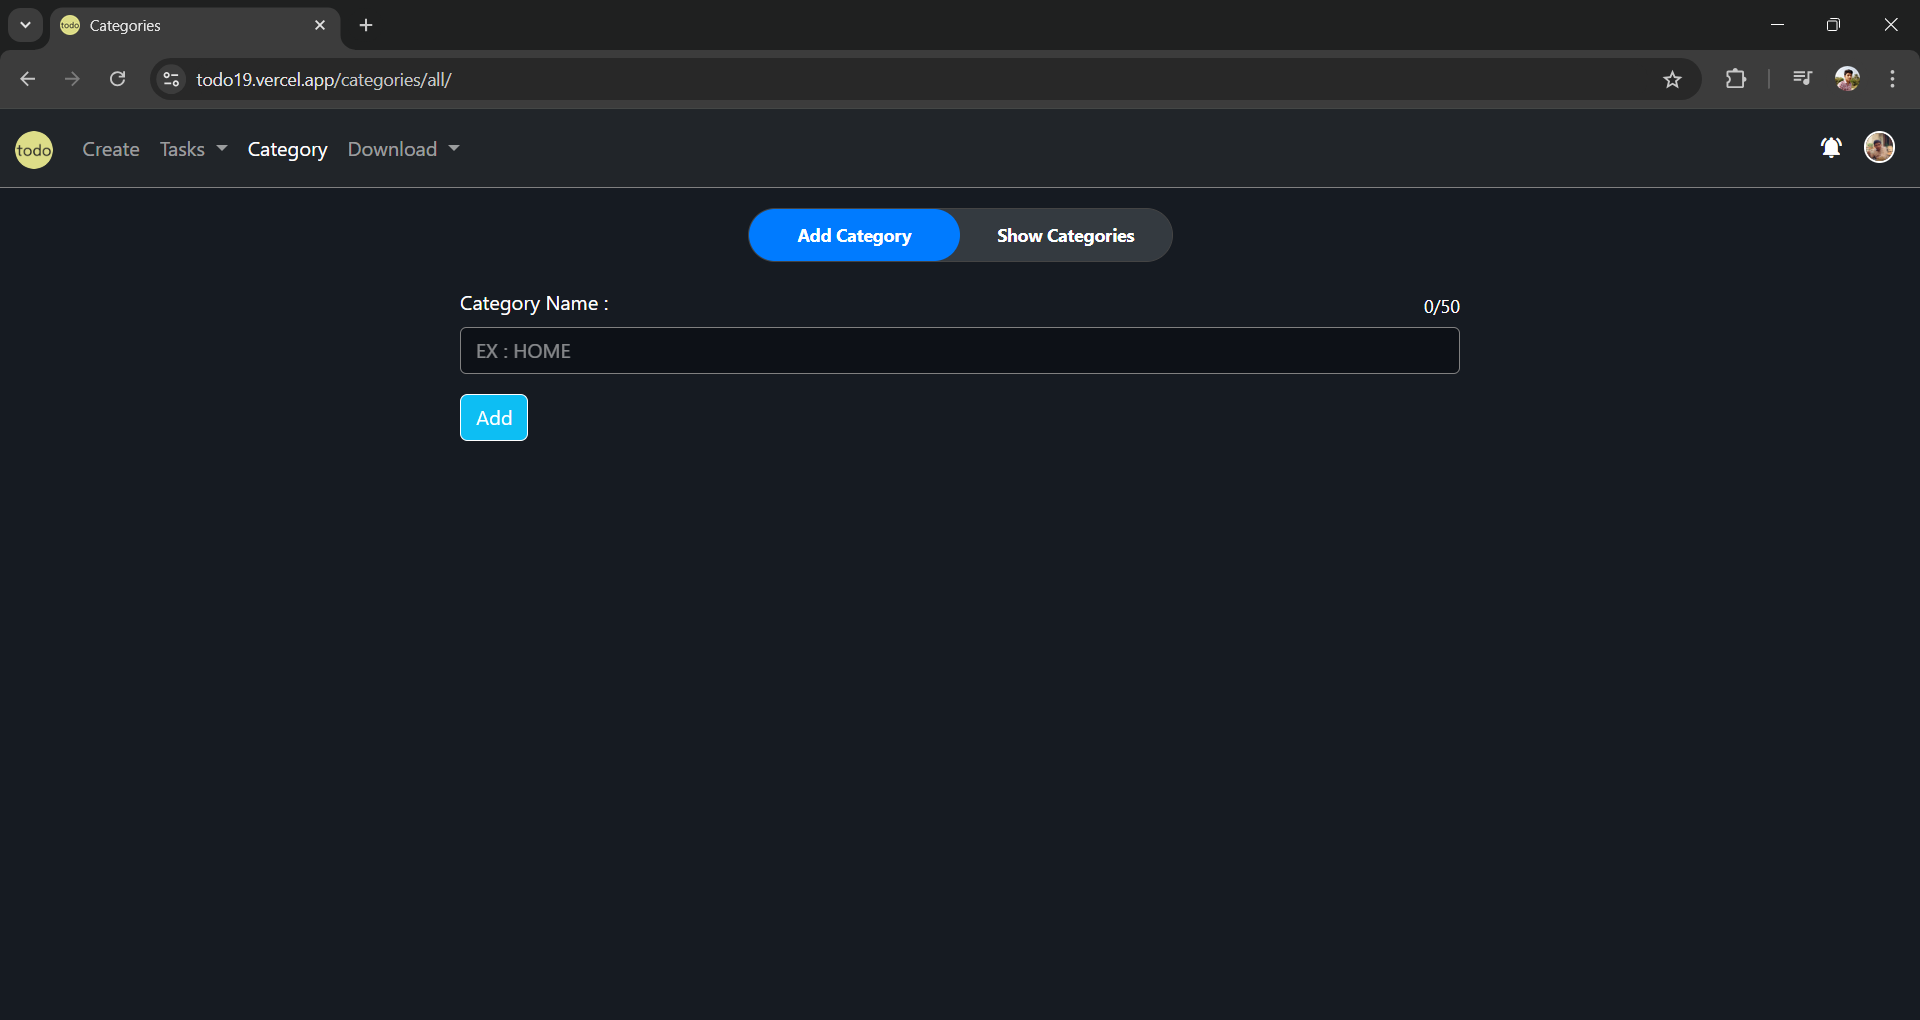 todo Categories
todo19.vercel.app/categories/all/
todo Create Tasks Category Download
Add Category Show Categories
Category Name : 0/50
EX : HOME
Add